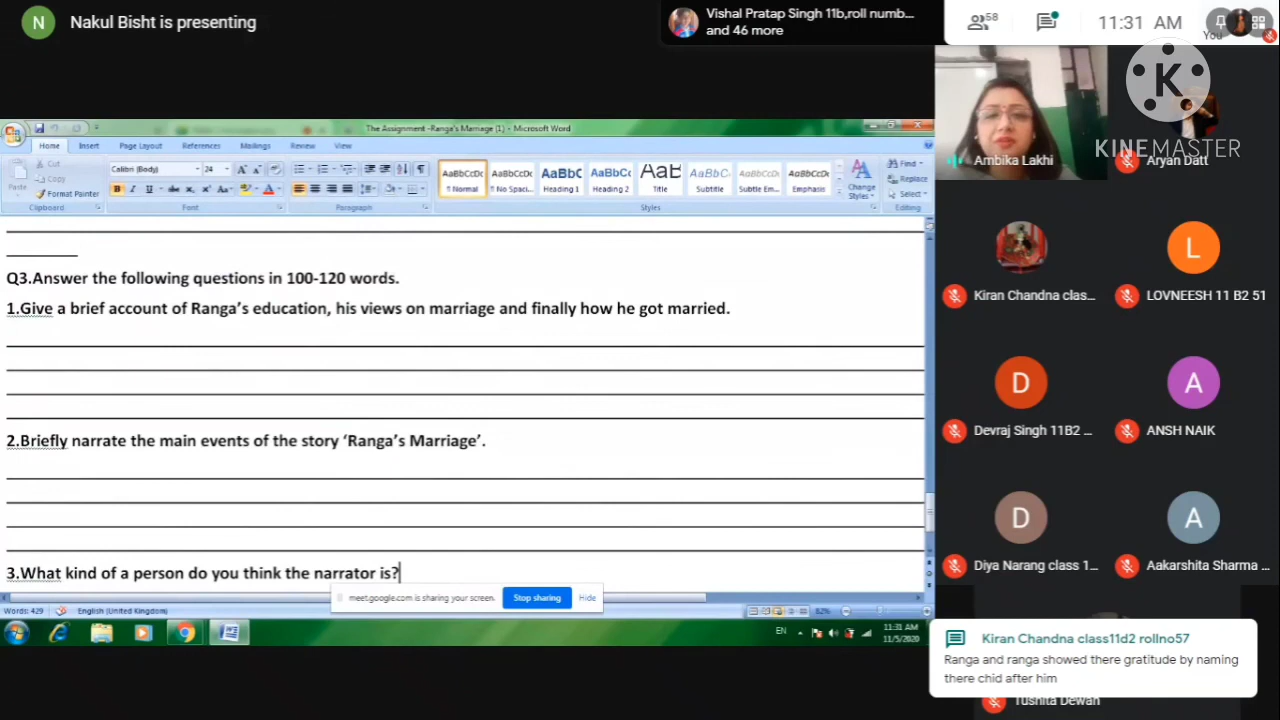 N
Nakul Bisht is presenting
Vishal Pratap Singh 11b,roll numb...
and 46 more
58
11:31 AM
You
K
KINEMASTER
Ambika Lakhi
Aryan Datt
The Assignment -Ranga's Marriage (1) - Microsoft Word
Home Insert Page Layout References Mailings Review View
Cut
Copy
Format Painter
Paste
Clipboard
Calibri (Body) 24
Font
Paragraph
AaBbCcDc AaBbCcDc AaBbC AaBbCc AaB AaBbCc. AaBbCcDc AaBbCcDc
¶ Normal ¶ No Spaci... Heading 1 Heading 2 Title Subtitle Subtle Em... Emphasis
Change
Styles
Styles
Find
Replace
Select
Editing
Q3.Answer the following questions in 100-120 words.
1.Give a brief account of Ranga's education, his views on marriage and finally how he got married.
2.Briefly narrate the main events of the story 'Ranga's Marriage'.
3.What kind of a person do you think the narrator is?
meet.google.com is sharing your screen.
Stop sharing
Hide
Words: 429
English (United Kingdom)
82%
EN
11:31 AM
11/5/2020
Kiran Chandna clas...
L
LOVNEESH 11 B2 51
D
Devraj Singh 11B2 ...
A
ANSH NAIK
D
Diya Narang class 1...
A
Aakarshita Sharma ...
Kiran Chandna class11d2 rollno57
Ranga and ranga showed there gratitude by naming
there chid after him
Tushita Dewan